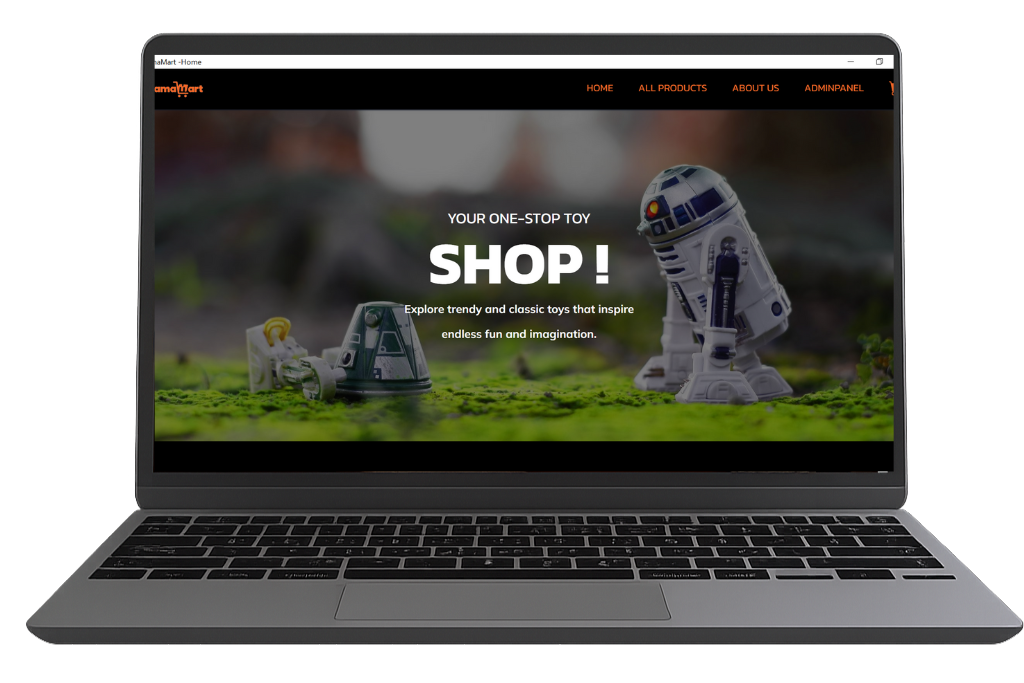 naMart -Home
amaMart
HOME ALL PRODUCTS ABOUT US ADMINPANEL
YOUR ONE-STOP TOY
SHOP !
Explore trendy and classic toys that inspire
endless fun and imagination.